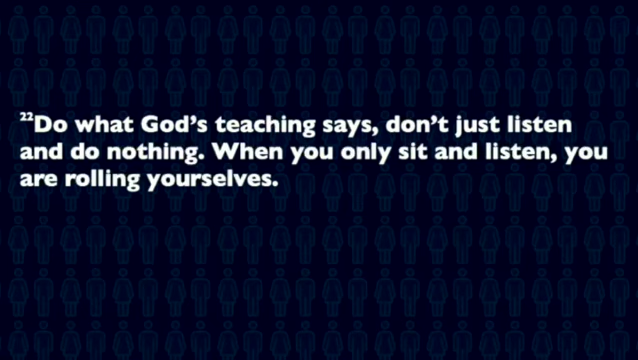 22Do what God's teaching says, don't just listen
and do nothing. When you only sit and listen, you
are rolling yourselves.